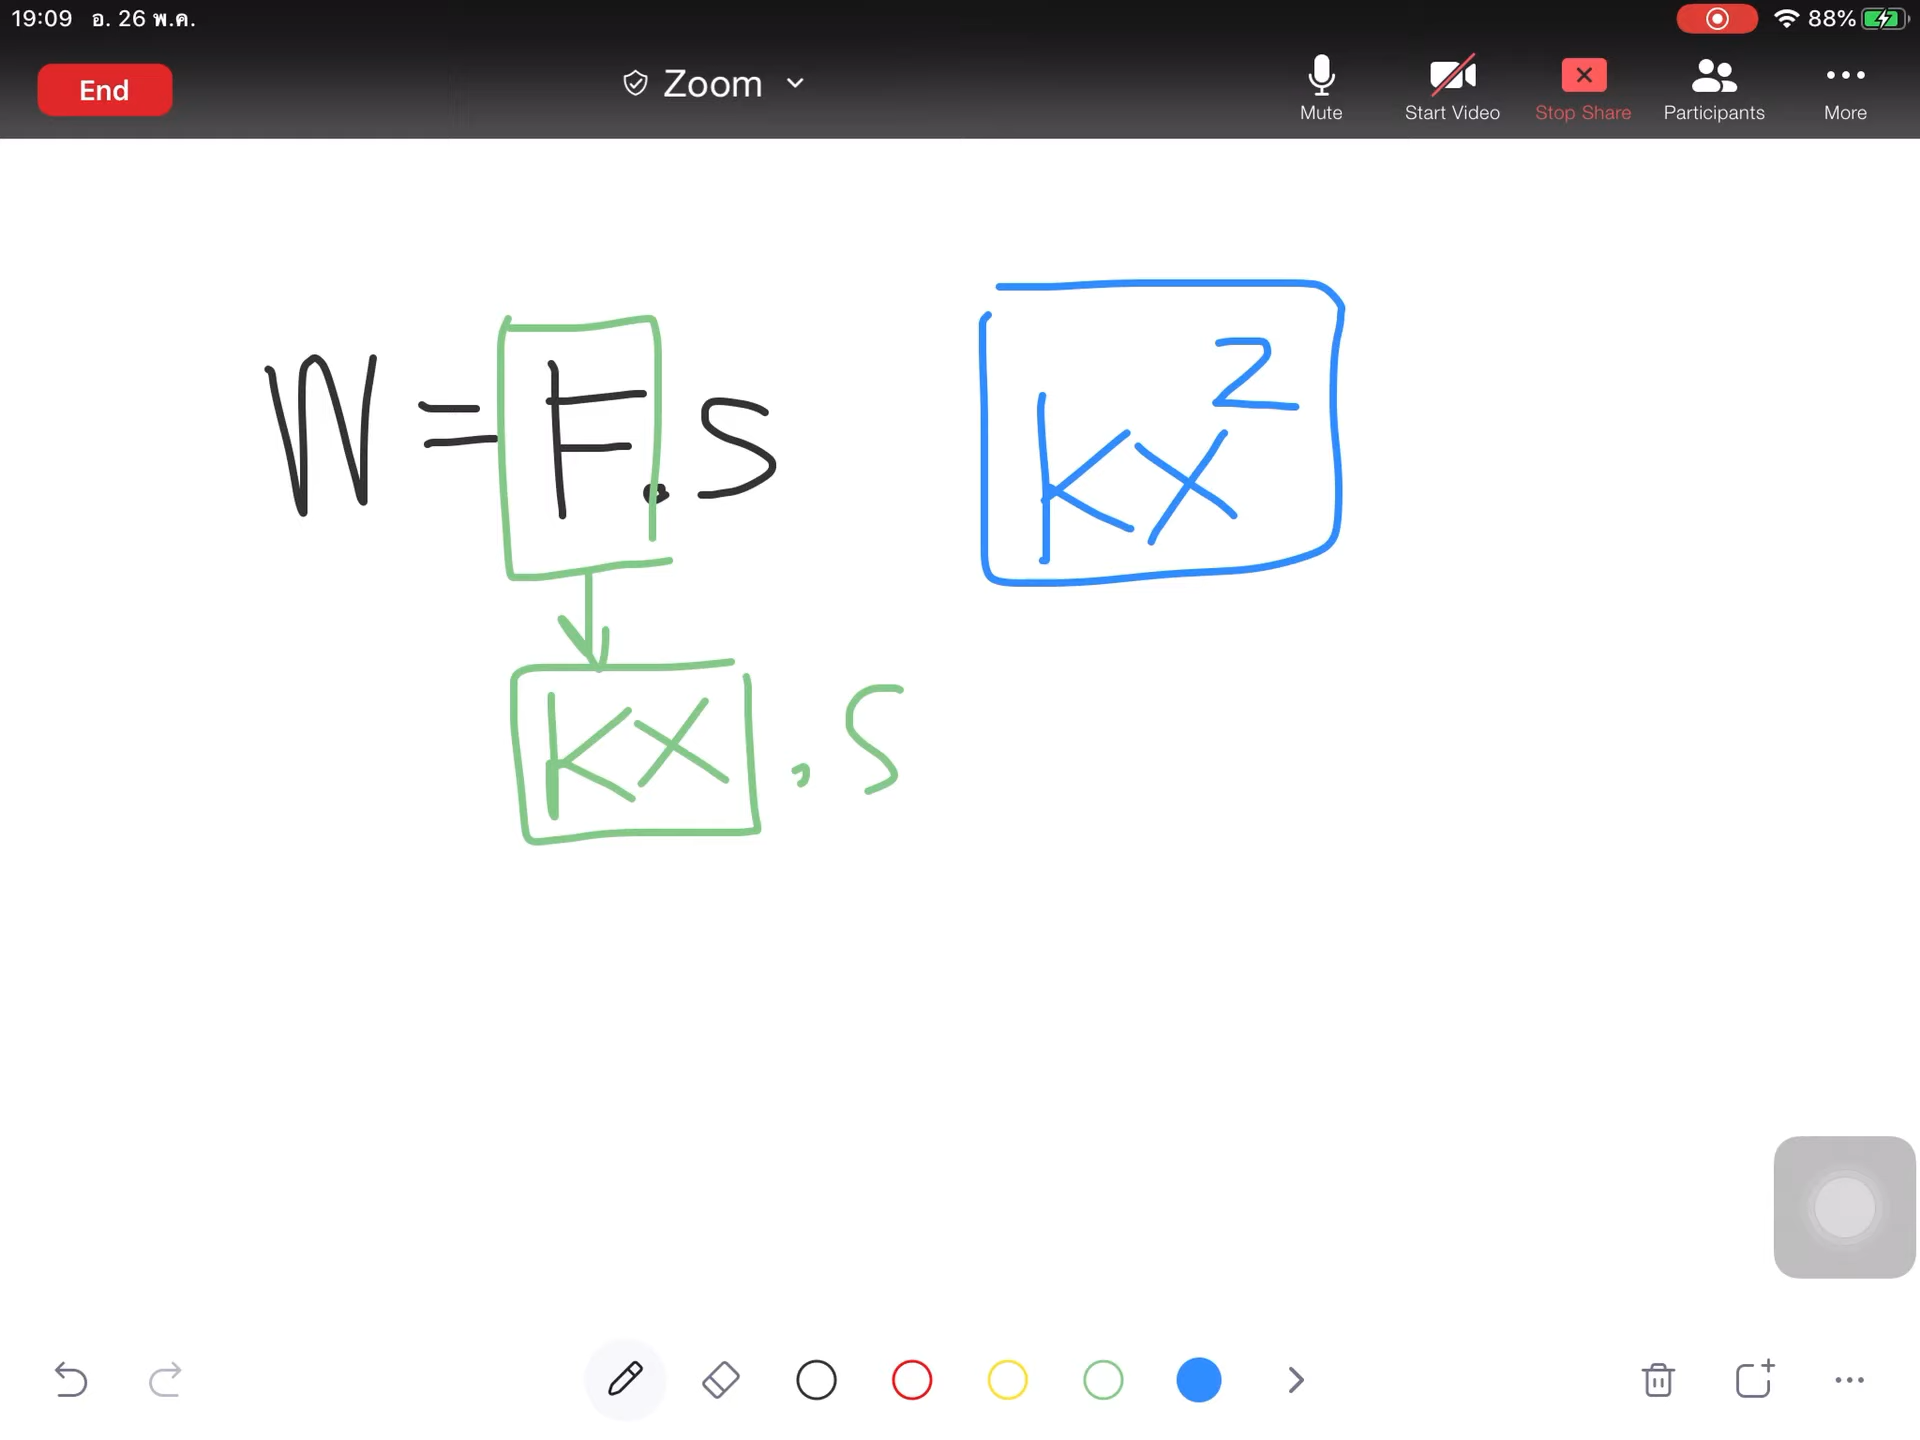 19:09 อ. 26 พ.ค. 88%
End Zoom Mute Start Video Stop Share Participants More
W = F . S
KX²
KX . S